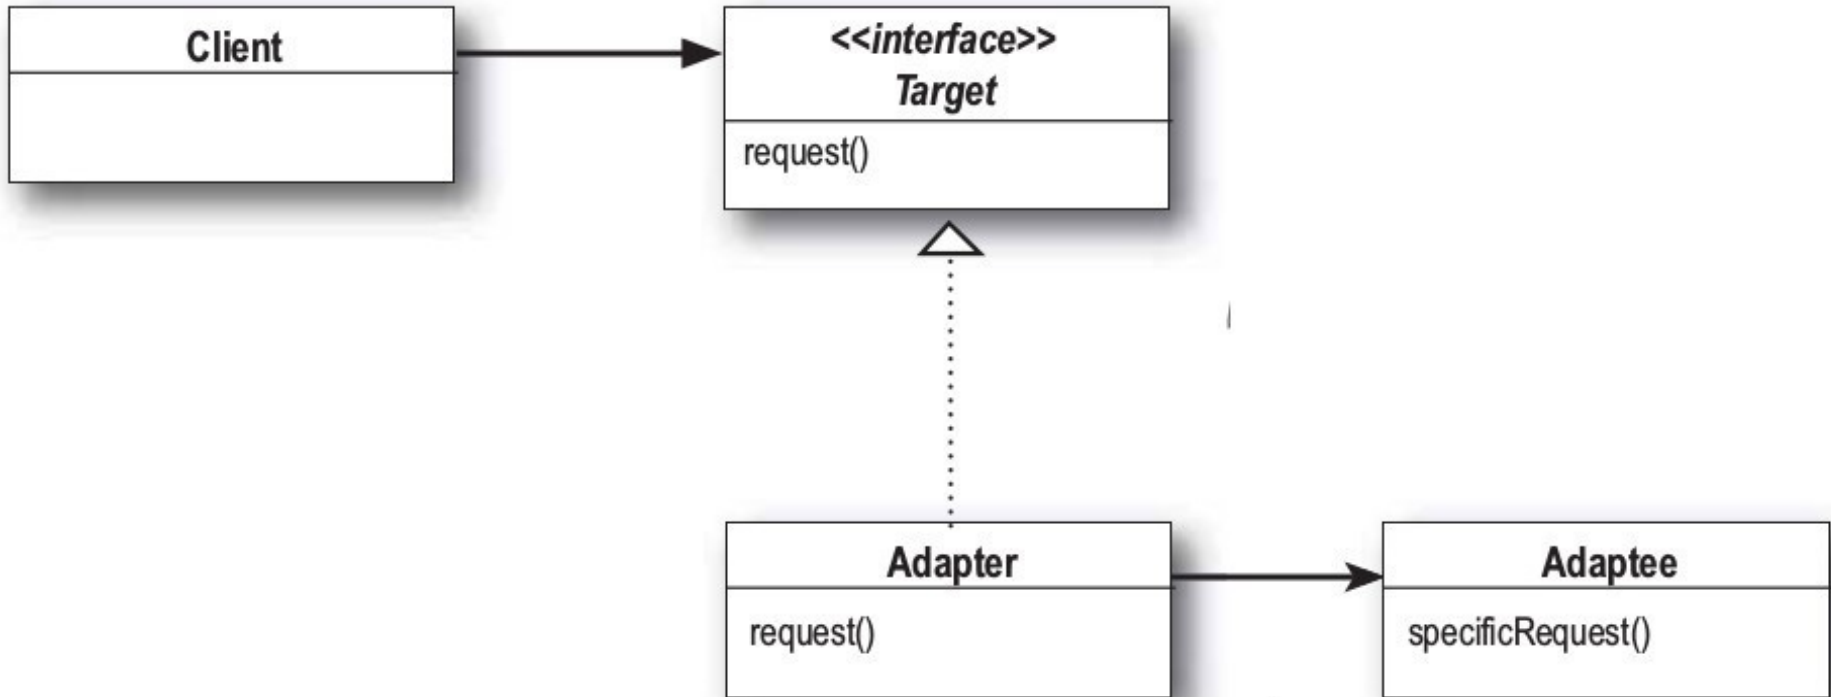 Client
<<interface>>
Target
request()
Adapter
request()
Adaptee
specificRequest()